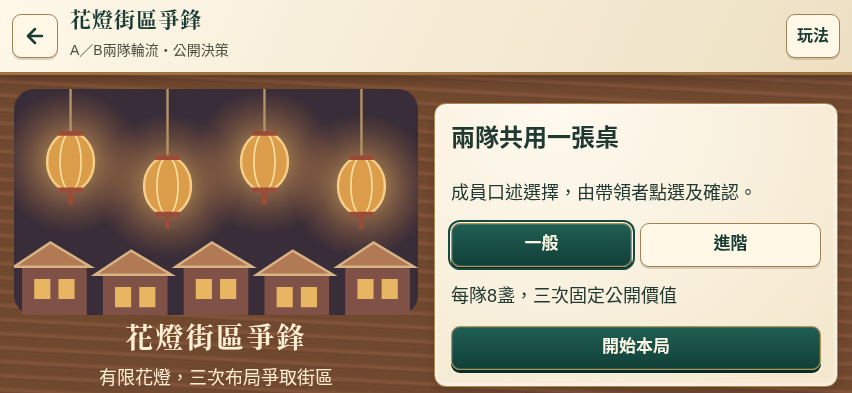 花燈街區爭鋒
A／B兩隊輪流・公開決策
玩法
花燈街區爭鋒
有限花燈，三次布局爭取街區
兩隊共用一張桌
成員口述選擇，由帶領者點選及確認。
一般
進階
每隊8盞，三次固定公開價值
開始本局